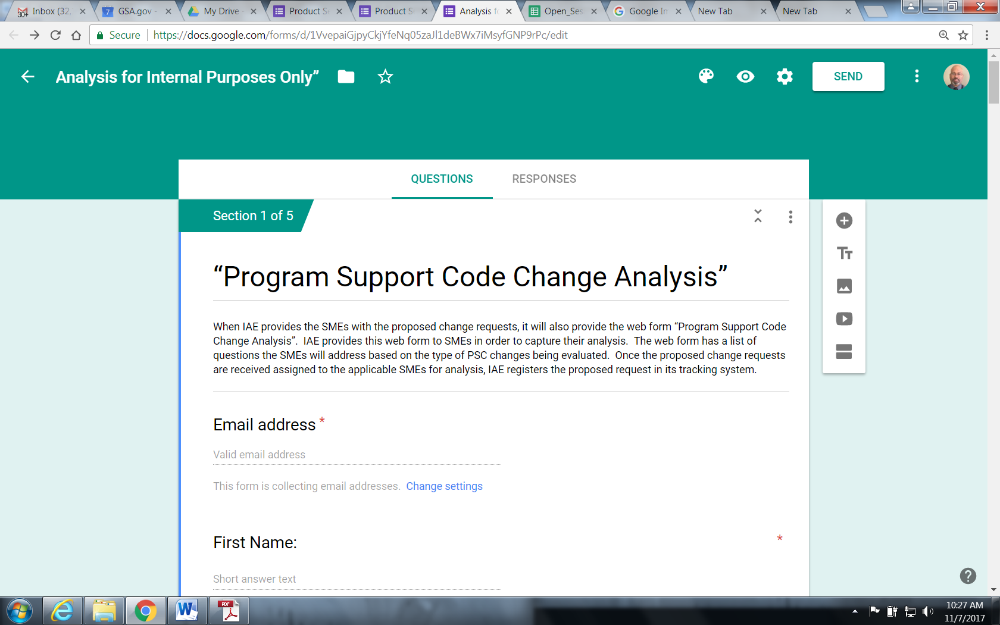 30+ Inbox (32,
7 GSA.gov -
My Drive -
Product Se
Product Se
Analysis fo
Open_Ses
Google Im
New Tab
New Tab
Secure
https://docs.google.com/forms/d/1VvepaiGjpyCkjYfeNq05zaJl1deBWx7iMsyfGNP9rPc/edit
Analysis for Internal Purposes Only”
SEND
QUESTIONS
RESPONSES
Section 1 of 5
“Program Support Code Change Analysis”
When IAE provides the SMEs with the proposed change requests, it will also provide the web form “Program Support Code
Change Analysis”.  IAE provides this web form to SMEs in order to capture their analysis.  The web form has a list of
questions the SMEs will address based on the type of PSC changes being evaluated.  Once the proposed change requests
are received assigned to the applicable SMEs for analysis, IAE registers the proposed request in its tracking system.
Email address *
Valid email address
This form is collecting email addresses.  Change settings
First Name: *
Short answer text
PDF
10:27 AM
11/7/2017